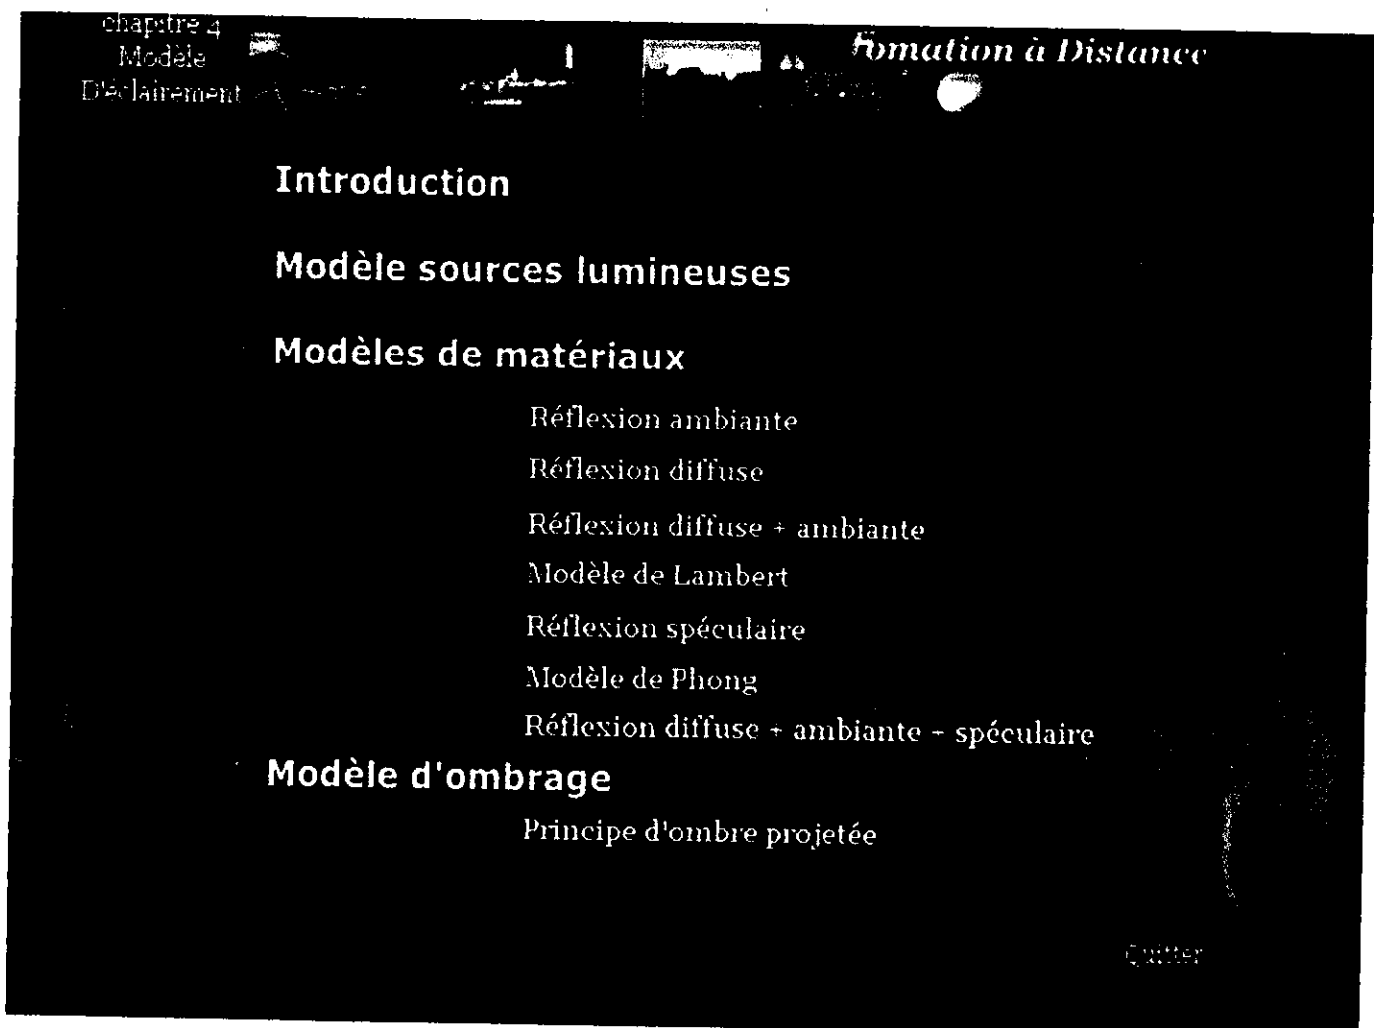 chapitre 4
Modèle
D'éclairement
Fomation à Distance
Introduction
Modèle sources lumineuses
Modèles de matériaux
Réflexion ambiante
Réflexion diffuse
Réflexion diffuse + ambiante
Modèle de Lambert
Réflexion spéculaire
Modèle de Phong
Réflexion diffuse + ambiante + spéculaire
Modèle d'ombrage
Principe d'ombre projetée
Quitter